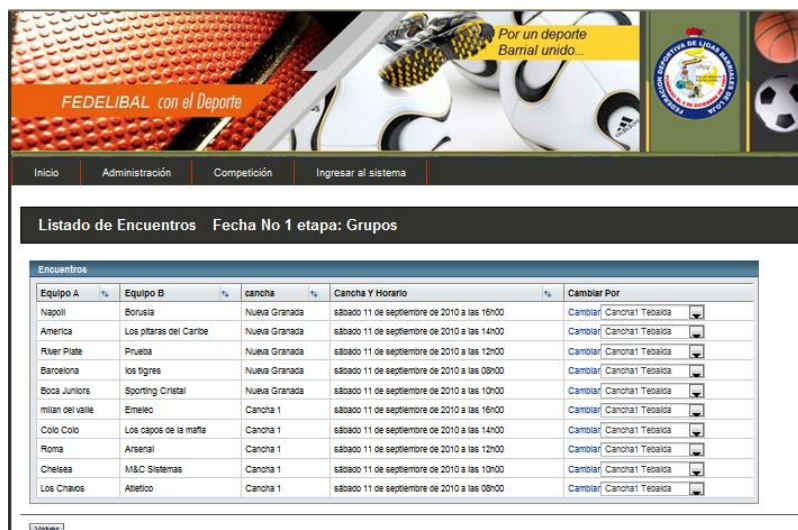 Por un deporte
Barrial unido...
FEDELIBAL con el Deporte
adidas
Inicio Administración Competición Ingresar al sistema
Listado de Encuentros Fecha No 1 etapa: Grupos
Encuentros
Equipo A Equipo B cancha Cancha Y Horario Cambiar Por
Napoli Borusia Nueva Granada sábado 11 de septiembre de 2010 a las 16h00 Cambiar Cancha1 Tebaida
America Los pitaras del Caribe Nueva Granada sábado 11 de septiembre de 2010 a las 14h00 Cambiar Cancha1 Tebaida
River Plate Prueba Nueva Granada sábado 11 de septiembre de 2010 a las 12h00 Cambiar Cancha1 Tebaida
Barcelona los tigres Nueva Granada sábado 11 de septiembre de 2010 a las 08h00 Cambiar Cancha1 Tebaida
Boca Juniors Sporting Cristal Nueva Granada sábado 11 de septiembre de 2010 a las 10h00 Cambiar Cancha1 Tebaida
milan del valle Emelec Cancha 1 sábado 11 de septiembre de 2010 a las 16h00 Cambiar Cancha1 Tebaida
Colo Colo Los capos de la mafia Cancha 1 sábado 11 de septiembre de 2010 a las 14h00 Cambiar Cancha1 Tebaida
Roma Arsenal Cancha 1 sábado 11 de septiembre de 2010 a las 12h00 Cambiar Cancha1 Tebaida
Chelsea M&C Sistemas Cancha 1 sábado 11 de septiembre de 2010 a las 10h00 Cambiar Cancha1 Tebaida
Los Chavos Atletico Cancha 1 sábado 11 de septiembre de 2010 a las 08h00 Cambiar Cancha1 Tebaida
Volver